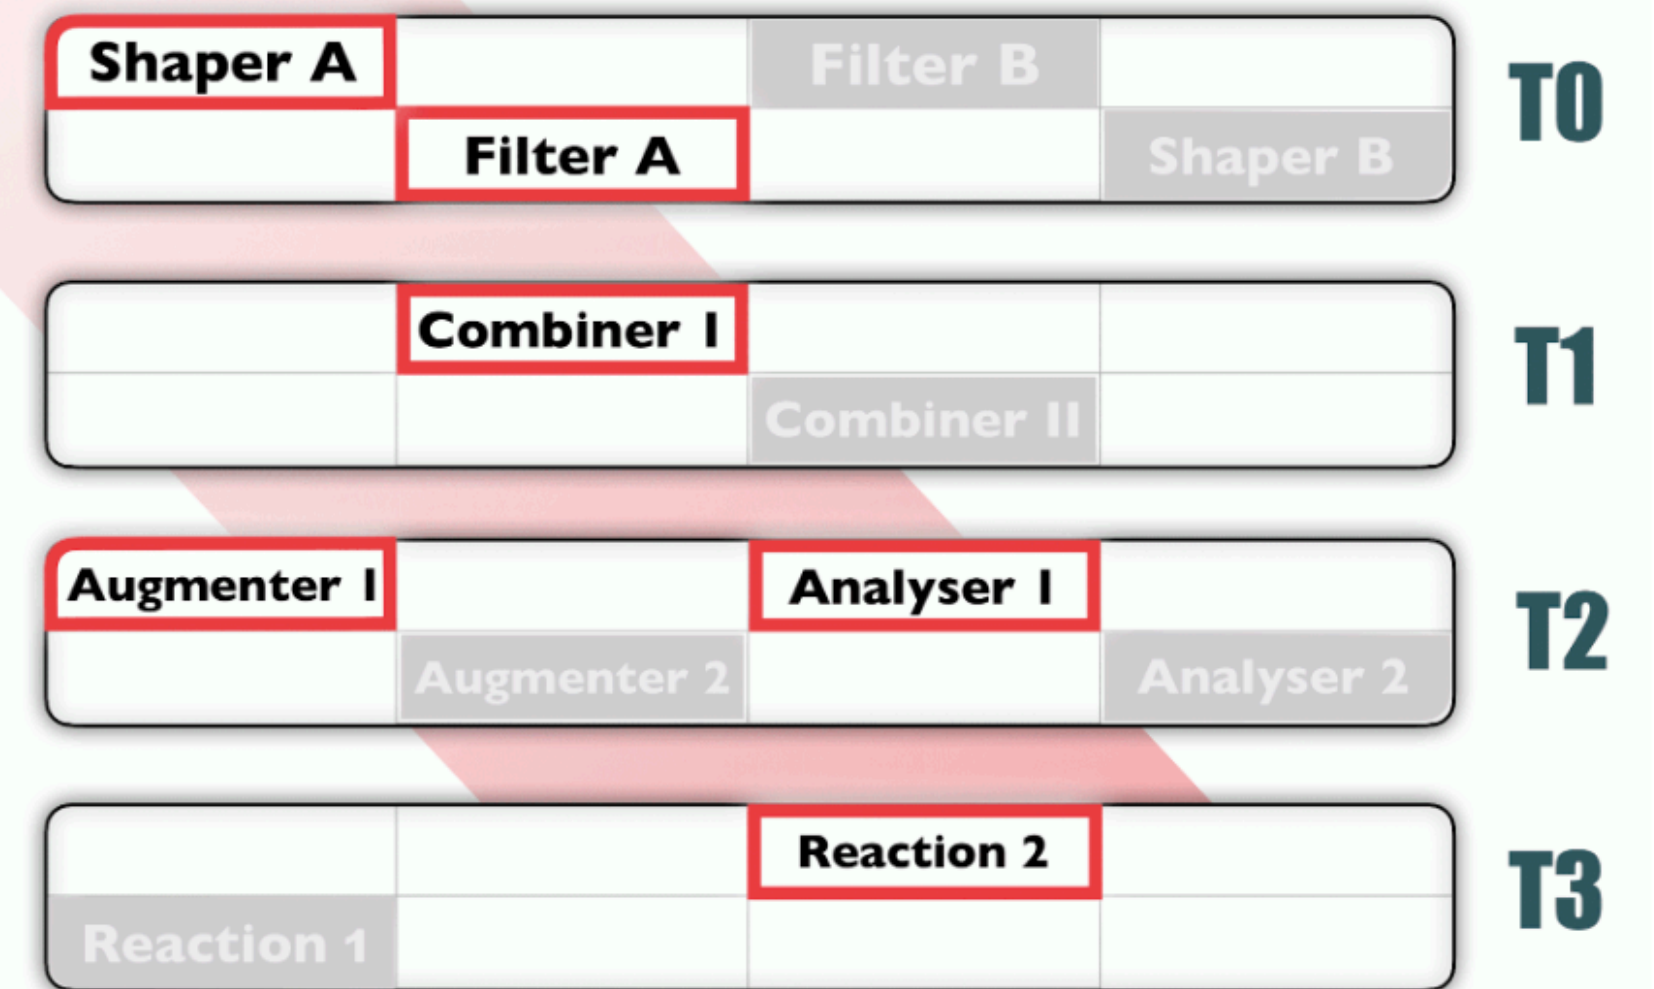 Shaper A
Filter B
T0
Filter A
Shaper B
Combiner I
T1
Combiner II
Augmenter I
Analyser I
T2
Augmenter 2
Analyser 2
Reaction 2
T3
Reaction 1